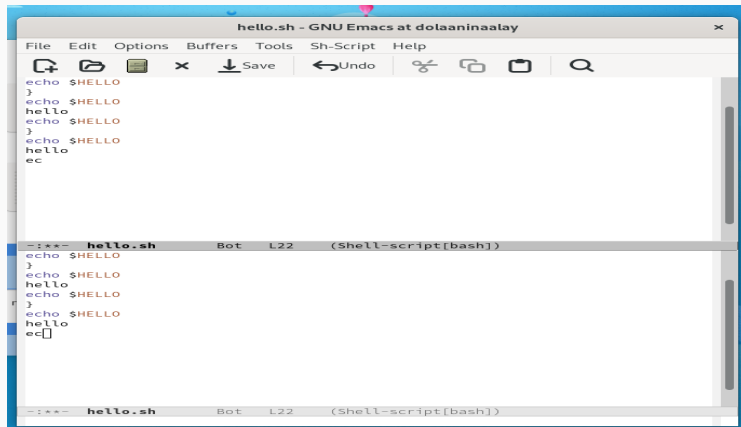 hello.sh - GNU Emacs at dolaaninaalay
File Edit Options Buffers Tools Sh-Script Help
Save Undo
echo $HELLO
}
echo $HELLO
hello
echo $HELLO
}
echo $HELLO
hello
ec
-:**- hello.sh Bot L22 (Shell-script[bash])
echo $HELLO
}
echo $HELLO
hello
echo $HELLO
}
echo $HELLO
hello
ec
-:**- hello.sh Bot L22 (Shell-script[bash])